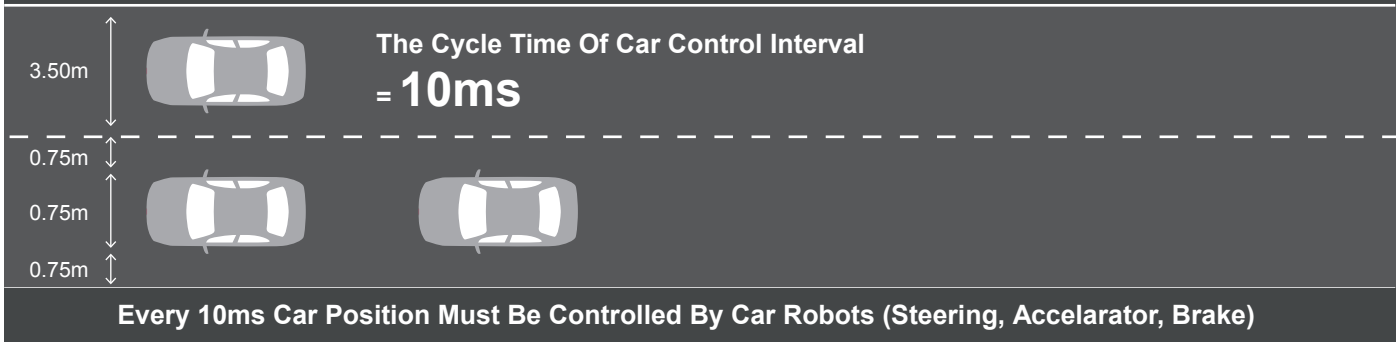 3.50m
The Cycle Time Of Car Control Interval
= 10ms
0.75m
0.75m
0.75m
Every 10ms Car Position Must Be Controlled By Car Robots (Steering, Accelarator, Brake)